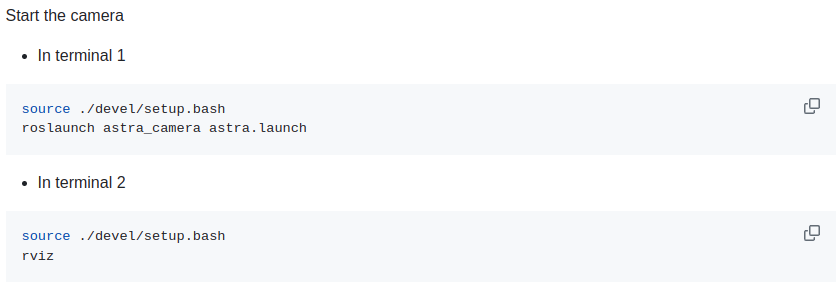 Start the camera
In terminal 1
source ./devel/setup.bash
roslaunch astra_camera astra.launch
In terminal 2
source ./devel/setup.bash
rviz